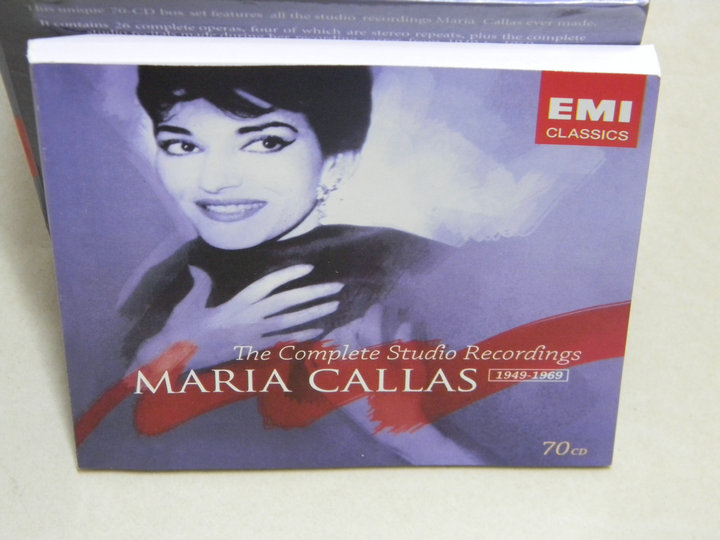 This unique 70-CD box set features all the studio recordings Maria Callas ever made.
It contains 26 complete operas, four of which are stereo repeats, plus the complete
EMI
CLASSICS
The Complete Studio Recordings
MARIA CALLAS 1949-1969
70 CD